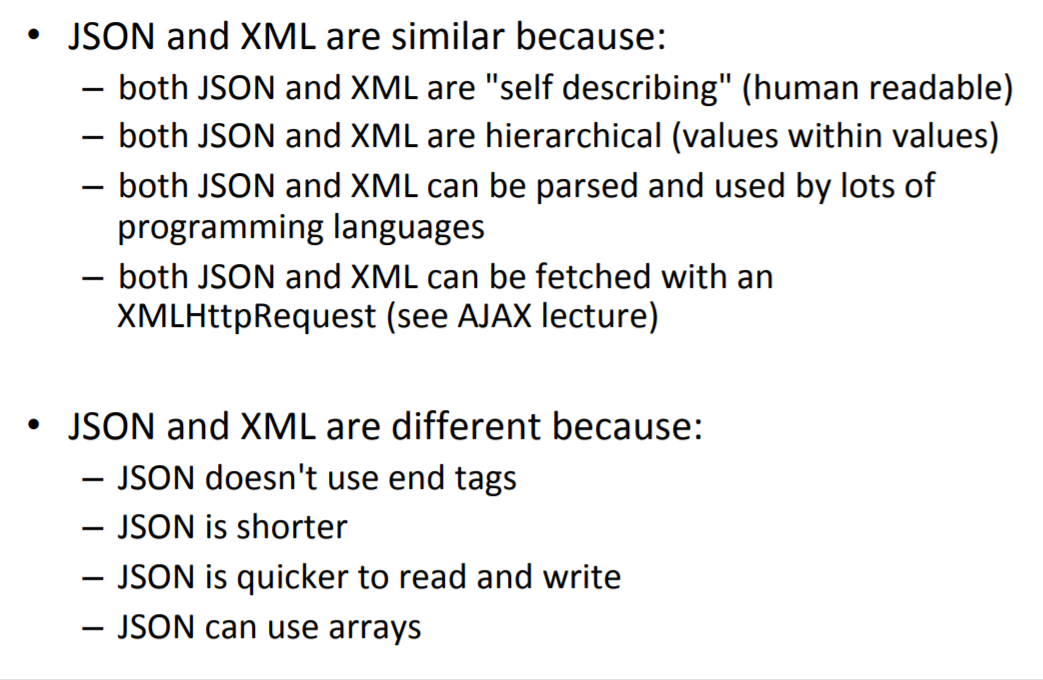 • JSON and XML are similar because:
– both JSON and XML are "self describing" (human readable)
– both JSON and XML are hierarchical (values within values)
– both JSON and XML can be parsed and used by lots of
programming languages
– both JSON and XML can be fetched with an
XMLHttpRequest (see AJAX lecture)
• JSON and XML are different because:
– JSON doesn't use end tags
– JSON is shorter
– JSON is quicker to read and write
– JSON can use arrays